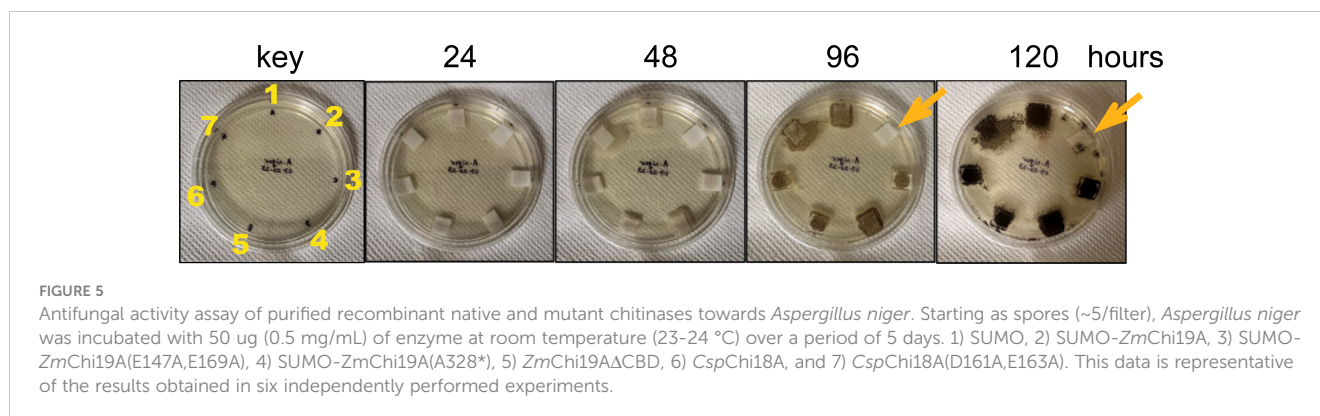 key 24 48 96 120 hours
1
2
3
4
5
6
7
FIGURE 5
Antifungal activity assay of purified recombinant native and mutant chitinases towards Aspergillus niger. Starting as spores (~5/filter), Aspergillus niger
was incubated with 50 ug (0.5 mg/mL) of enzyme at room temperature (23-24 °C) over a period of 5 days. 1) SUMO, 2) SUMO-ZmChi19A, 3) SUMO-
ZmChi19A(E147A,E169A), 4) SUMO-ZmChi19A(A328*), 5) ZmChi19AΔCBD, 6) CspChi18A, and 7) CspChi18A(D161A,E163A). This data is representative
of the results obtained in six independently performed experiments.